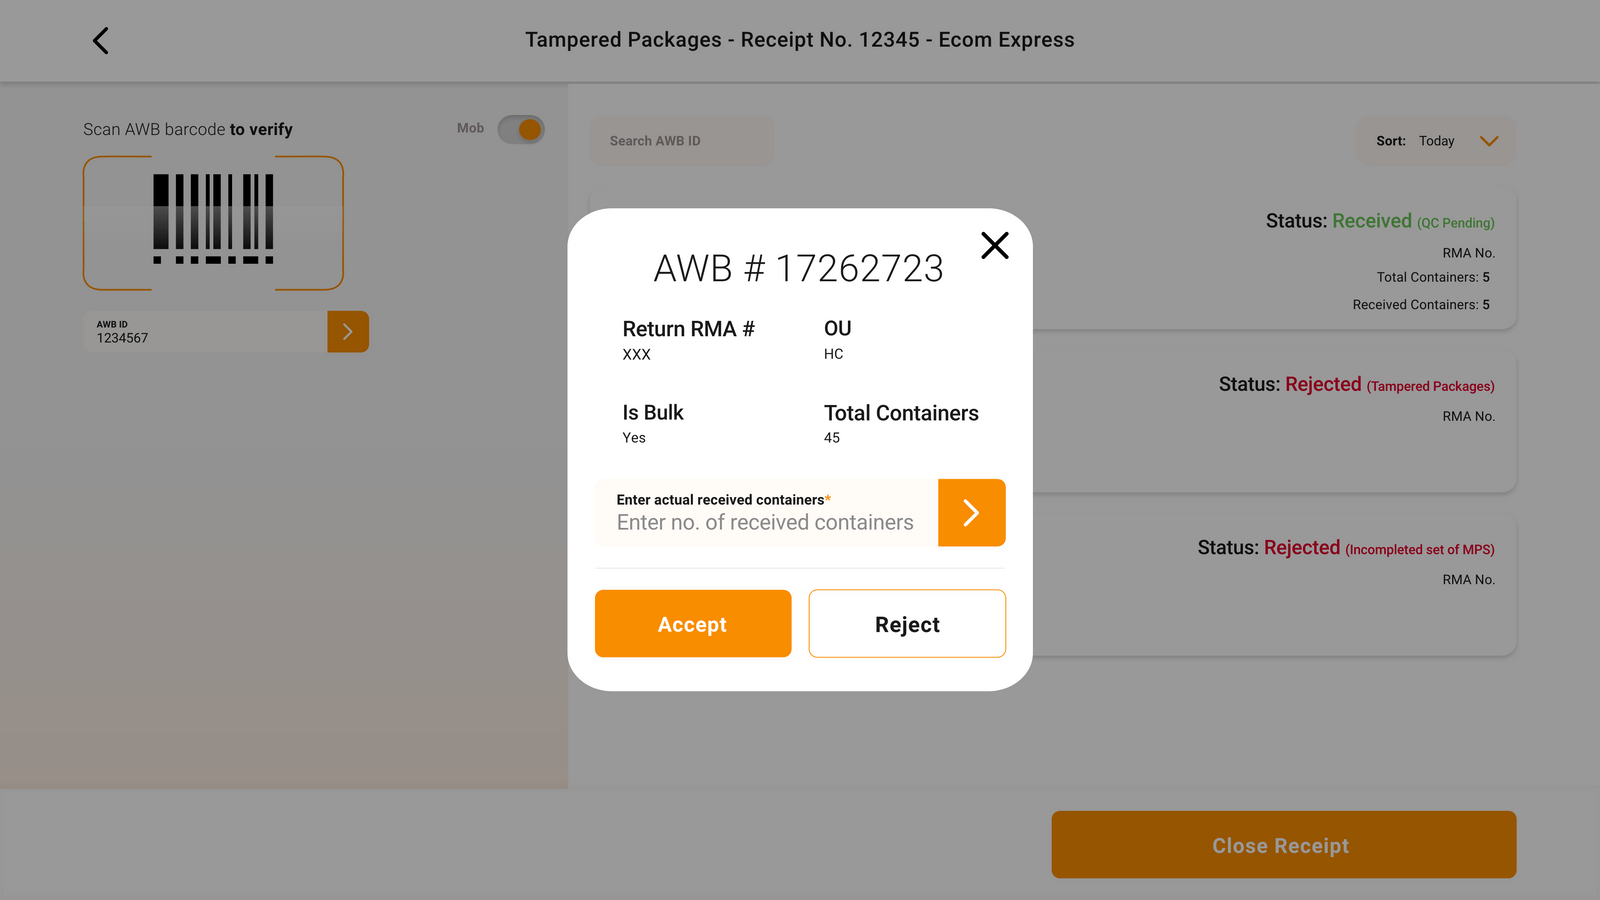 Tampered Packages - Receipt No. 12345 - Ecom Express
Scan AWB barcode to verify
Mob
AWB ID
1234567
Search AWB ID
Sort: Today
Status: Received (QC Pending)
RMA No.
Total Containers: 5
Received Containers: 5
Status: Rejected (Tampered Packages)
RMA No.
Status: Rejected (Incompleted set of MPS)
RMA No.
AWB # 17262723
Return RMA #
XXX
OU
HC
Is Bulk
Yes
Total Containers
45
Enter actual received containers*
Enter no. of received containers
Accept
Reject
Close Receipt